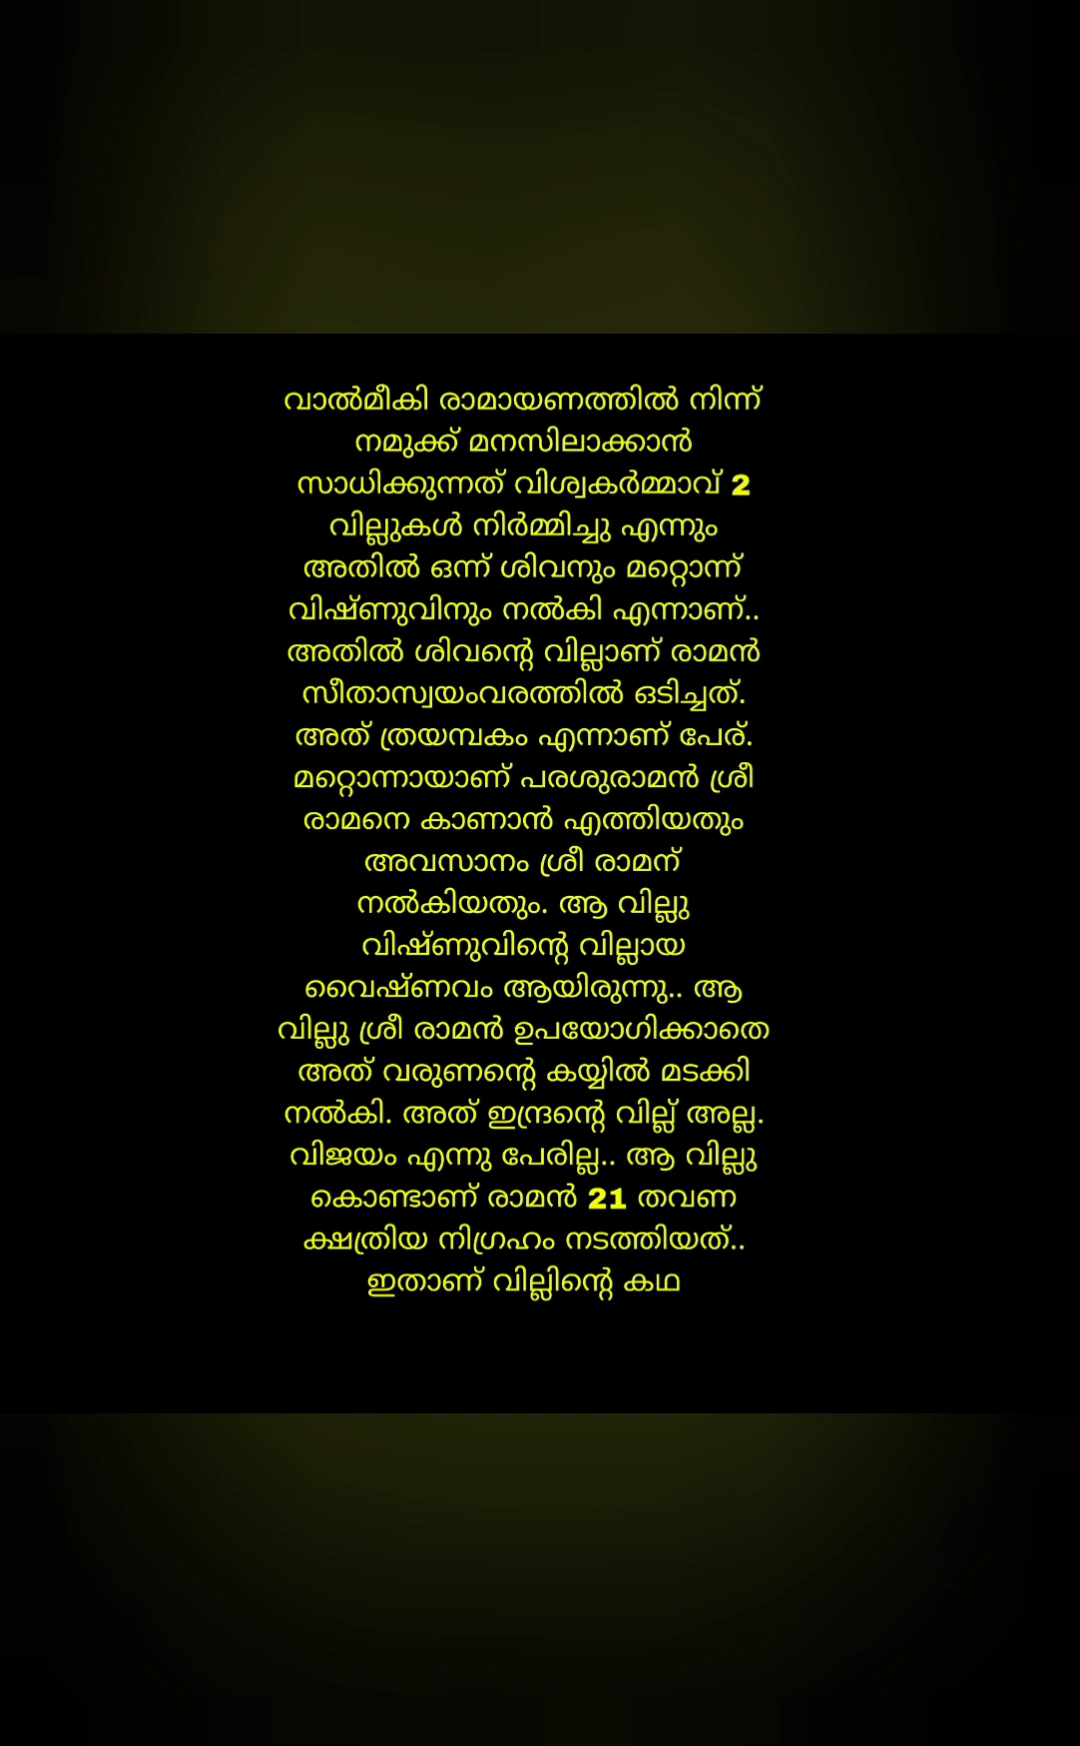 വാൽമീകി രാമായണത്തിൽ നിന്ന്
നമുക്ക് മനസിലാക്കാൻ
സാധിക്കുന്നത് വിശ്വകർമ്മാവ് 2
വില്ലുകൾ നിർമ്മിച്ചു എന്നും
അതിൽ ഒന്ന് ശിവനും മറ്റൊന്ന്
വിഷ്ണുവിനും നൽകി എന്നാണ്..
അതിൽ ശിവന്റെ വില്ലാണ് രാമൻ
സീതാസ്വയംവരത്തിൽ ഒടിച്ചത്.
അത് ത്രയമ്പകം എന്നാണ് പേര്.
മറ്റൊന്നായാണ് പരശുരാമൻ ശ്രീ
രാമനെ കാണാൻ എത്തിയതും
അവസാനം ശ്രീ രാമന്
നൽകിയതും. ആ വില്ലു
വിഷ്ണുവിന്റെ വില്ലായ
വൈഷ്ണവം ആയിരുന്നു.. ആ
വില്ലു ശ്രീ രാമൻ ഉപയോഗിക്കാതെ
അത് വരുണന്റെ കയ്യിൽ മടക്കി
നൽകി. അത് ഇന്ദ്രന്റെ വില്ല് അല്ല.
വിജയം എന്നു പേരില്ല.. ആ വില്ലു
കൊണ്ടാണ് രാമൻ 21 തവണ
ക്ഷത്രിയ നിഗ്രഹം നടത്തിയത്..
ഇതാണ് വില്ലിന്റെ കഥ